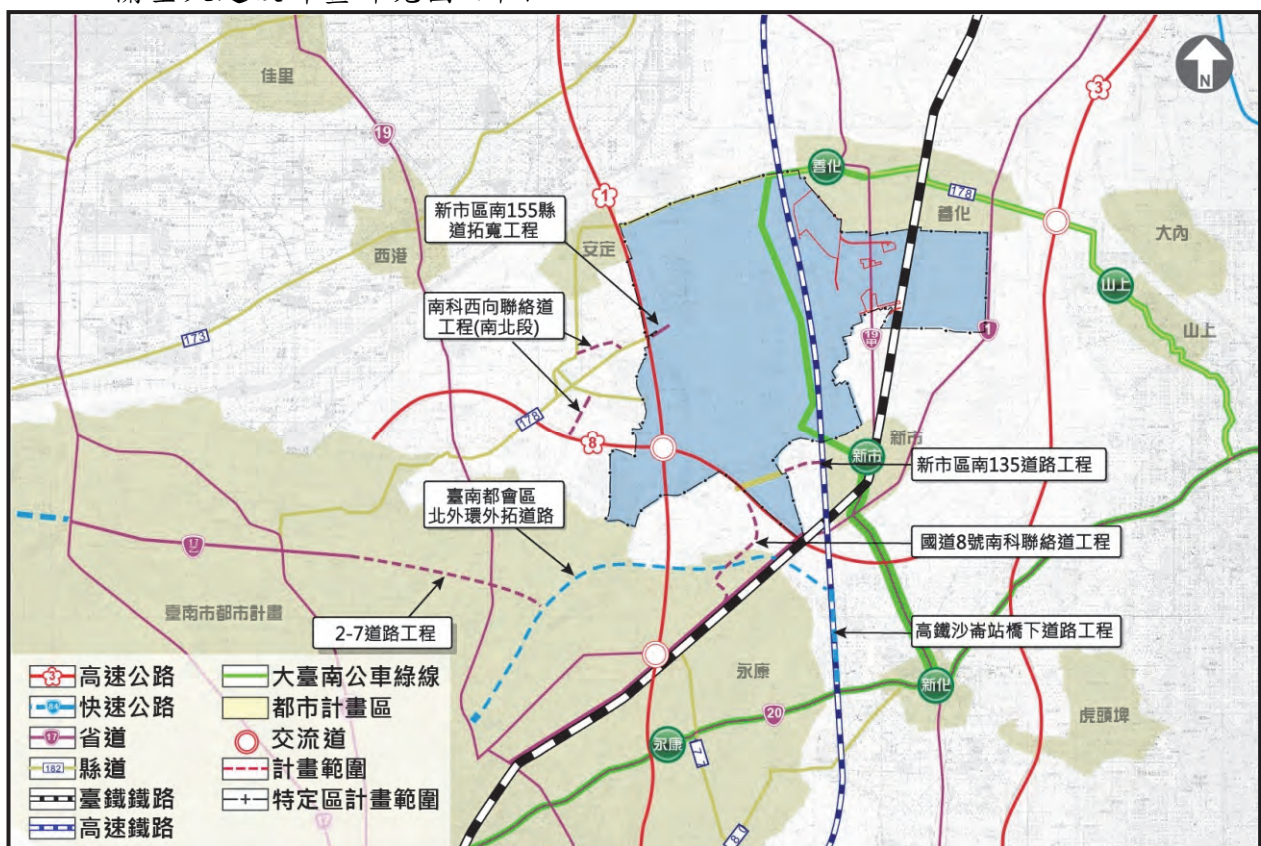 佳里
19
3
N
善化
178
善化
新市區南155縣
道拓寬工程
1
大內
西港
安定
山上
南科西向聯絡道
工程(南北段)
173
山上
19甲
1
178
8
新市
新市
新市區南135道路工程
臺南都會區
北外環外拓道路
17
國道8號南科聯絡道工程
臺南市都市計畫
2-7道路工程
高鐵沙崙站橋下道路工程
永康
新化
20
虎頭埤
永康
3 高速公路
84 快速公路
17 省道
182 縣道
臺鐵鐵路
高速鐵路
大臺南公車綠線
都市計畫區
交流道
計畫範圍
特定區計畫範圍